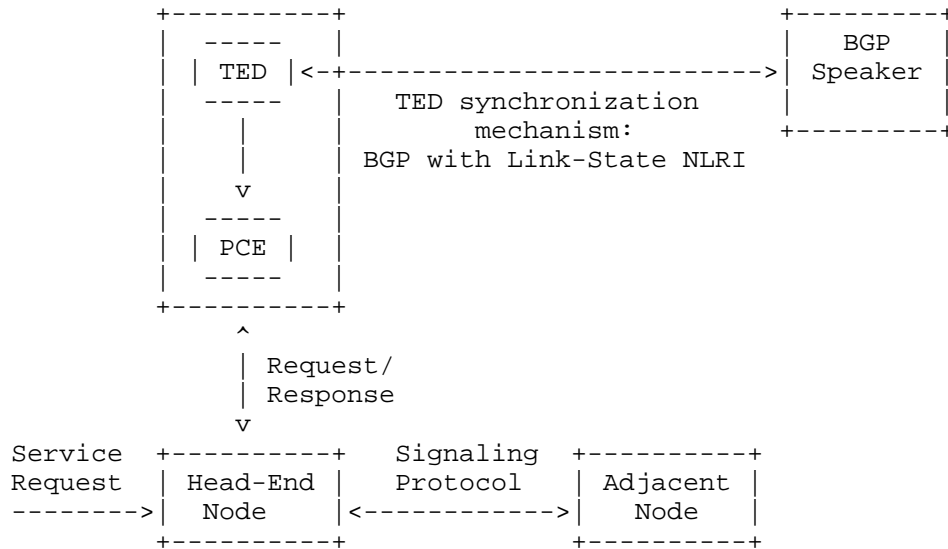 BGP
TED Speaker
TED synchronization
mechanism:
BGP with Link-State NLRI
PCE
Request/
Response
Service Signaling
Request Head-End Protocol Adjacent
Node Node